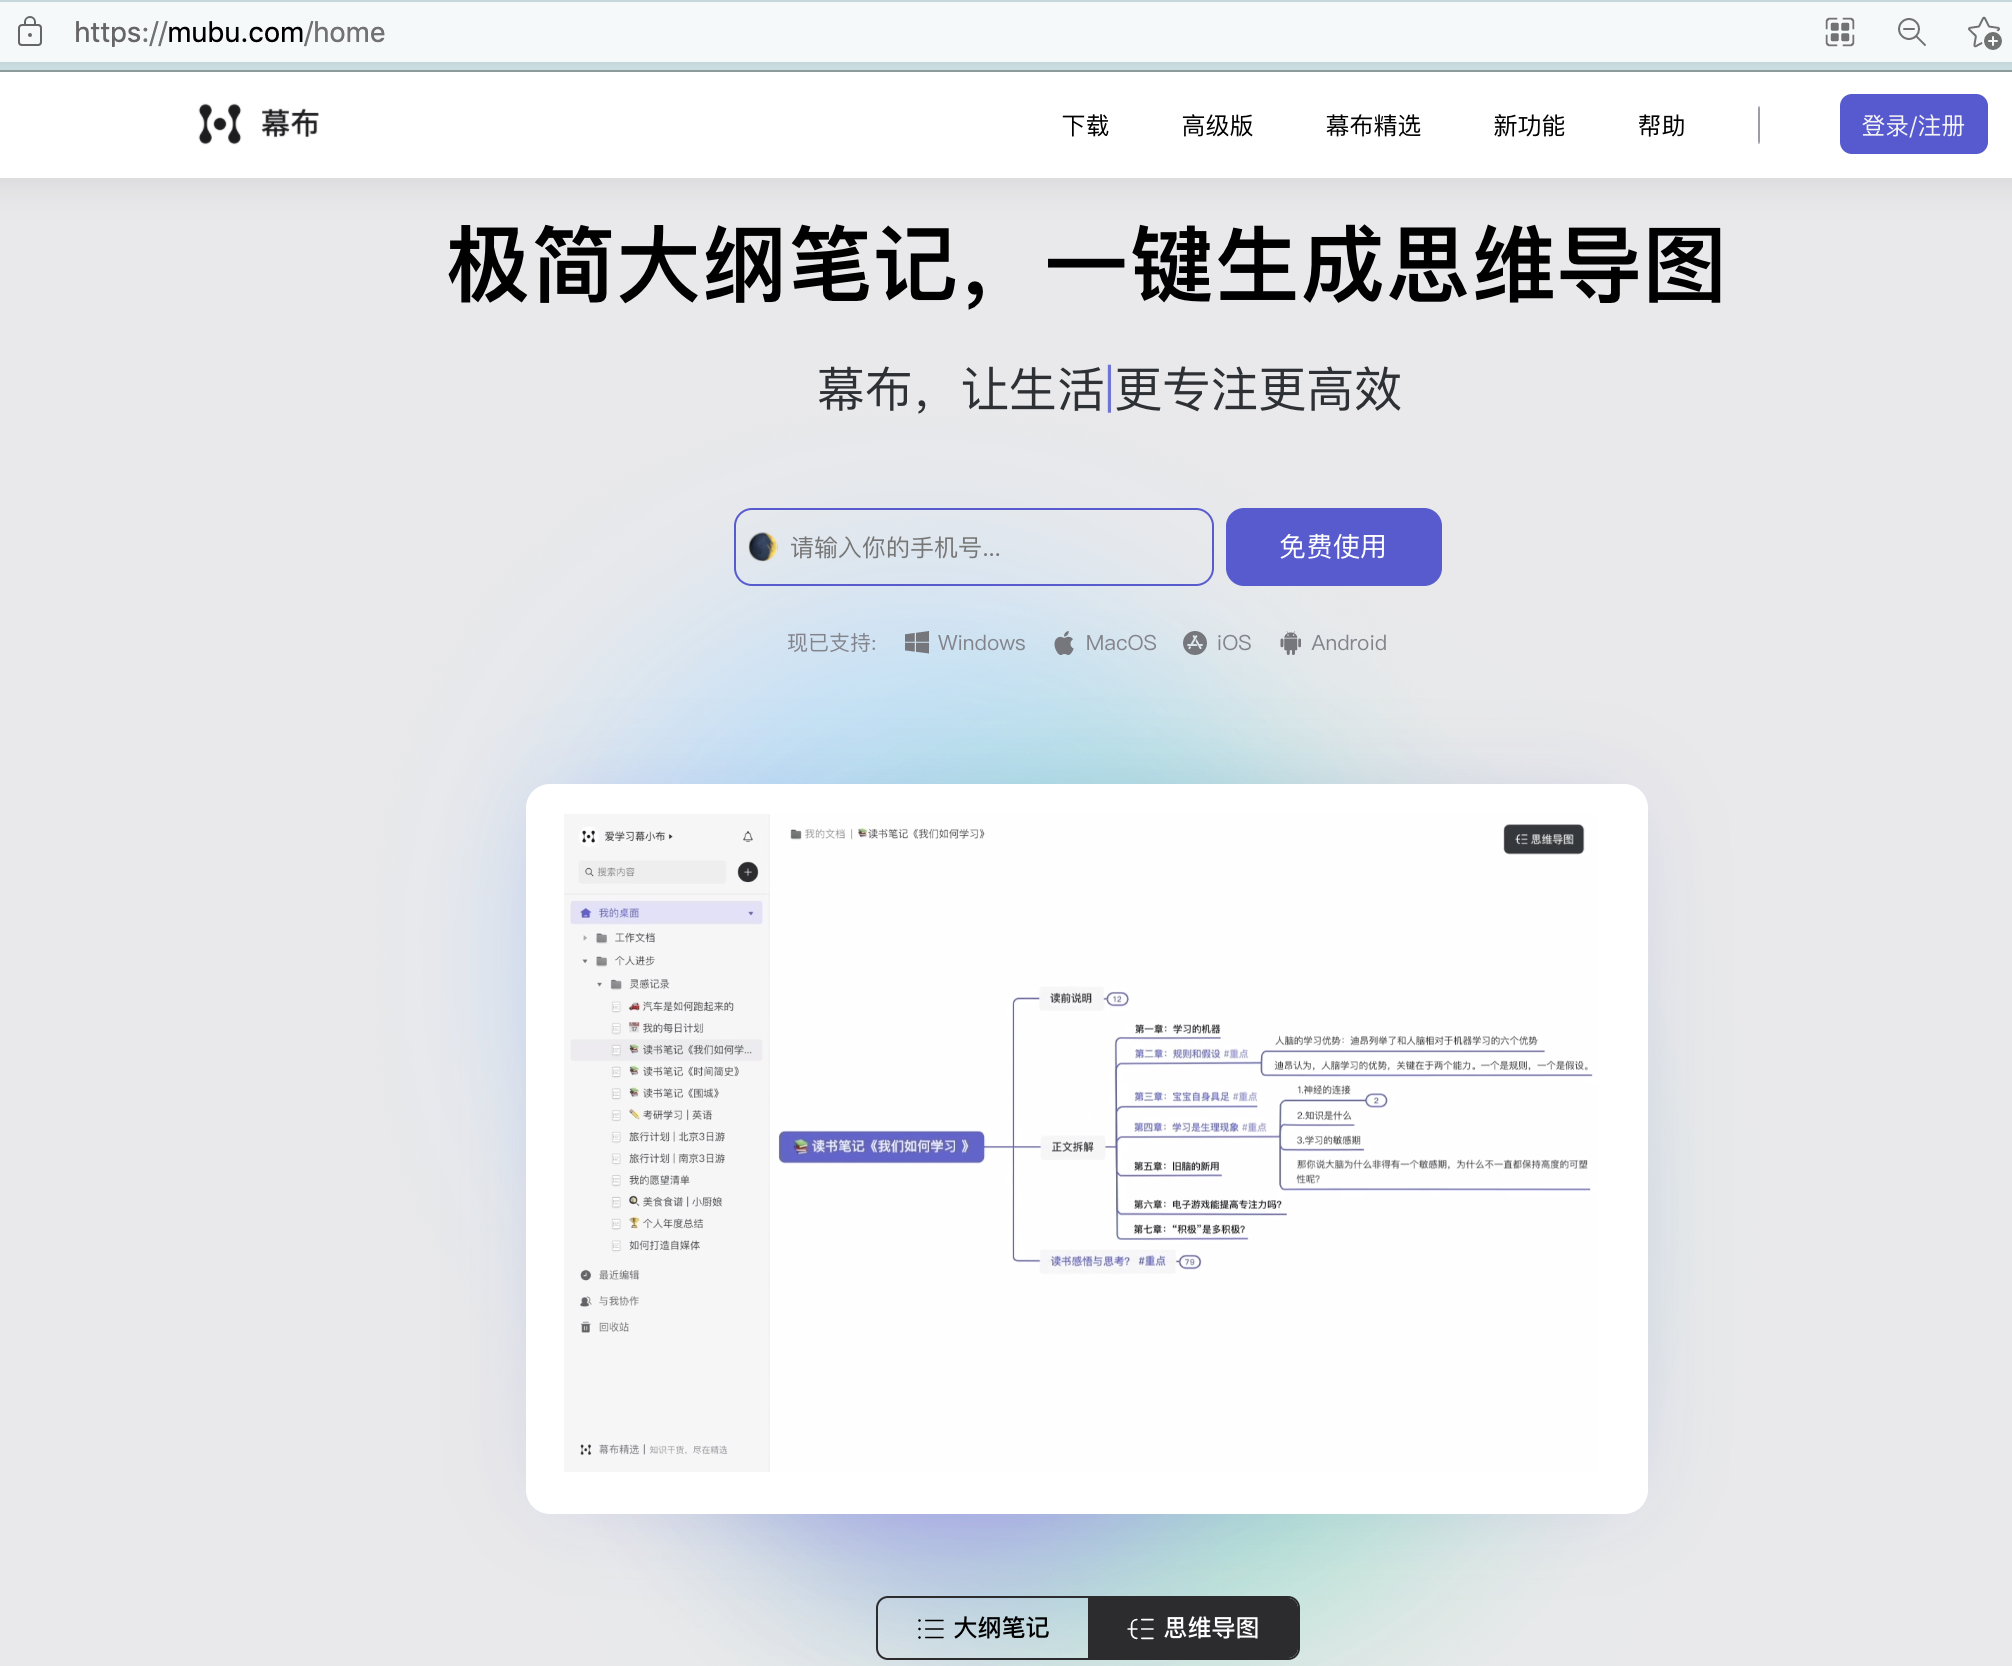 https://mubu.com/home
幕布
下载 高级版 幕布精选 新功能 帮助 登录/注册
极简大纲笔记，一键生成思维导图
幕布，让生活更专注更高效
请输入你的手机号...
免费使用
现已支持: Windows MacOS iOS Android
爱学习幕小布
搜索内容
我的桌面
工作文档
个人进步
灵感记录
汽车是如何跑起来的
我的每日计划
读书笔记《我们如何学...
读书笔记《时间简史》
读书笔记《围城》
考研学习 | 英语
旅行计划 | 北京3日游
旅行计划 | 南京3日游
我的愿望清单
美食食谱 | 小厨娘
个人年度总结
如何打造自媒体
最近编辑
与我协作
回收站
幕布精选 | 知识干货，尽在精选
我的文档 | 读书笔记《我们如何学习》
思维导图
读书笔记《我们如何学习 》
读前说明 12
正文拆解
第一章：学习的机器
第二章：规则和假设 #重点
人脑的学习优势：迪昂列举了和人脑相对于机器学习的六个优势
迪昂认为，人脑学习的优势，关键在于两个能力。一个是规则，一个是假设。
第三章：宝宝自身具足 #重点
第四章：学习是生理现象 #重点
1.神经的连接 2
2.知识是什么
3.学习的敏感期
那你说大脑为什么非得有一个敏感期，为什么不一直都保持高度的可塑
性呢?
第五章：旧脑的新用
第六章：电子游戏能提高专注力吗?
第七章：“积极”是多积极?
读书感悟与思考? #重点 79
大纲笔记 思维导图